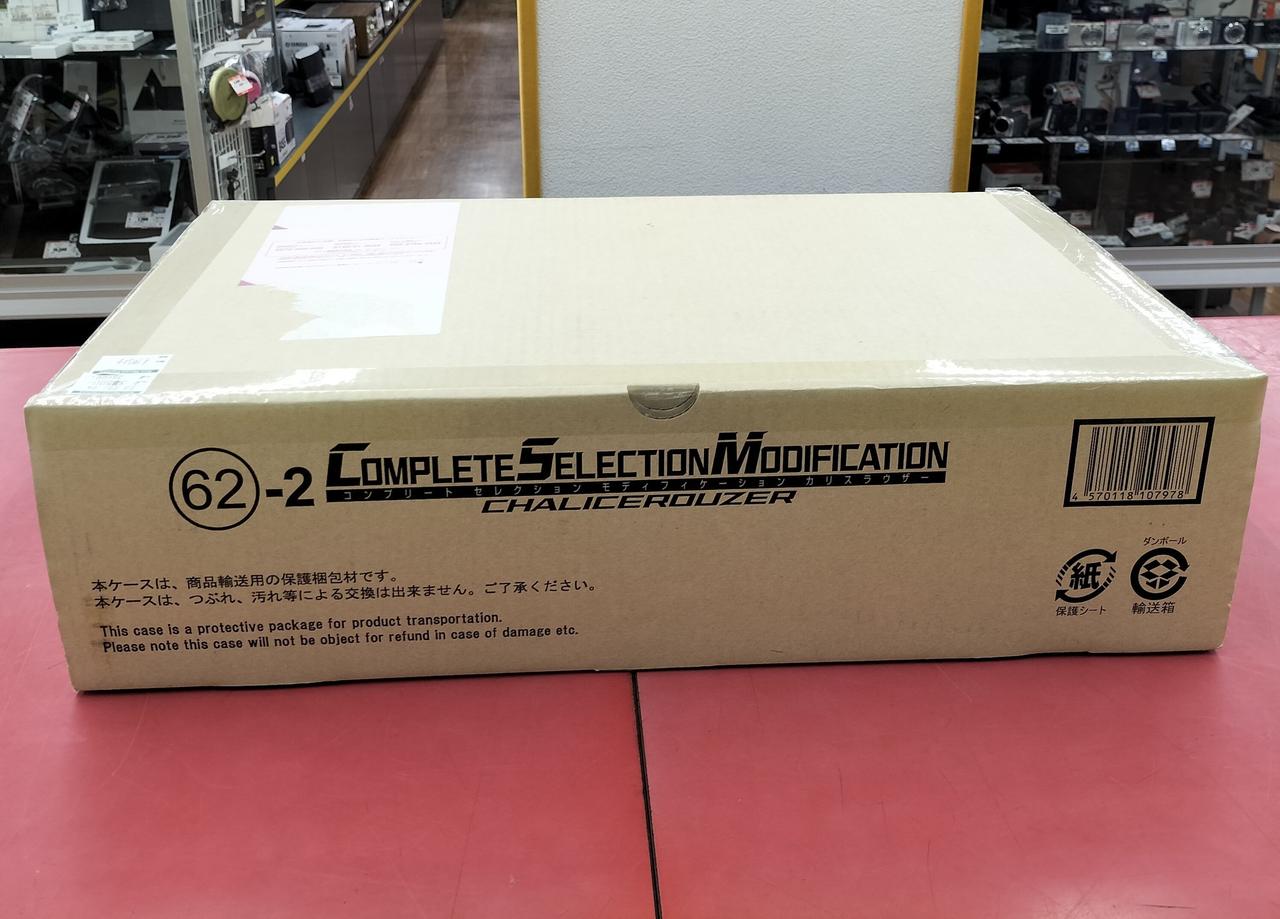 62-2 COMPLETE SELECTION MODIFICATION
コンプリート セレクション モディフィケーション カリスラウザー
CHALICEROUZER
4 570118 107978
本ケースは、商品輸送用の保護梱包材です。
本ケースは、つぶれ、汚れ等による交換は出来ません。ご了承ください。
This case is a protective package for product transportation.
Please note this case will not be object for refund in case of damage etc.
紙
保護シート
ダンボール
輸送箱